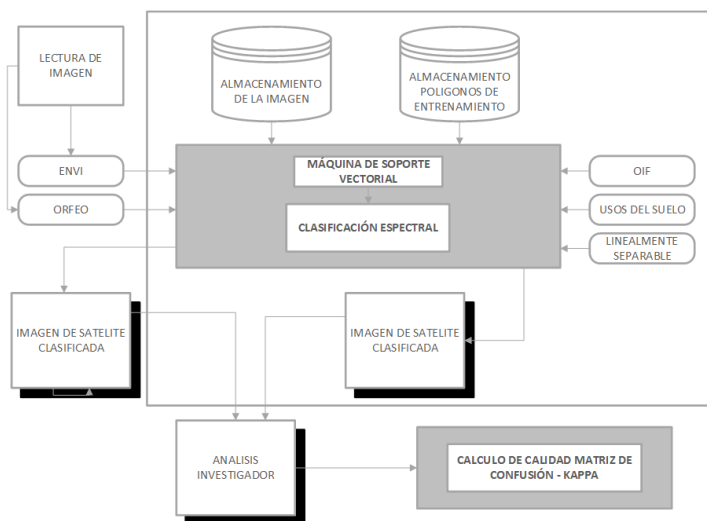 LECTURA DE
IMAGEN
ALMACENAMIENTO
DE LA IMAGEN
ALMACENAMIENTO
POLIGONOS DE
ENTRENAMIENTO
ENVI
ORFEO
MÁQUINA DE SOPORTE
VECTORIAL
CLASIFICACIÓN ESPECTRAL
OIF
USOS DEL SUELO
LINEALMENTE
SEPARABLE
IMAGEN DE SATELITE
CLASIFICADA
IMAGEN DE SATELITE
CLASIFICADA
ANALISIS
INVESTIGADOR
CALCULO DE CALIDAD MATRIZ DE
CONFUSIÓN - KAPPA